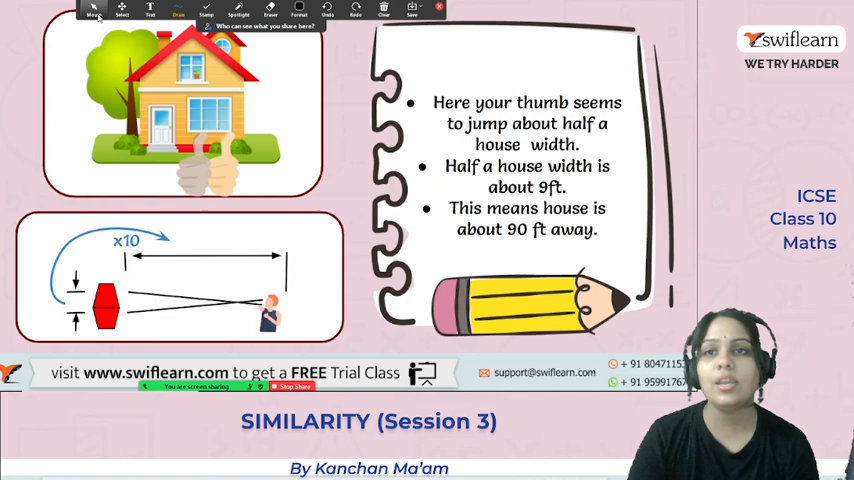 Mouse Select Text Draw Stamp Spotlight Eraser Format Undo Redo Clear Save
Who can see what you share here?
swiflearn
WE TRY HARDER
Here your thumb seems
to jump about half a
house width.
Half a house width is
about 9ft.
This means house is
about 90 ft away.
ICSE
Class 10
Maths
x10
visit www.swiflearn.com to get a FREE Trial Class
support@swiflearn.com
You are screen sharing
Stop Share
SIMILARITY (Session 3)
By Kanchan Ma'am